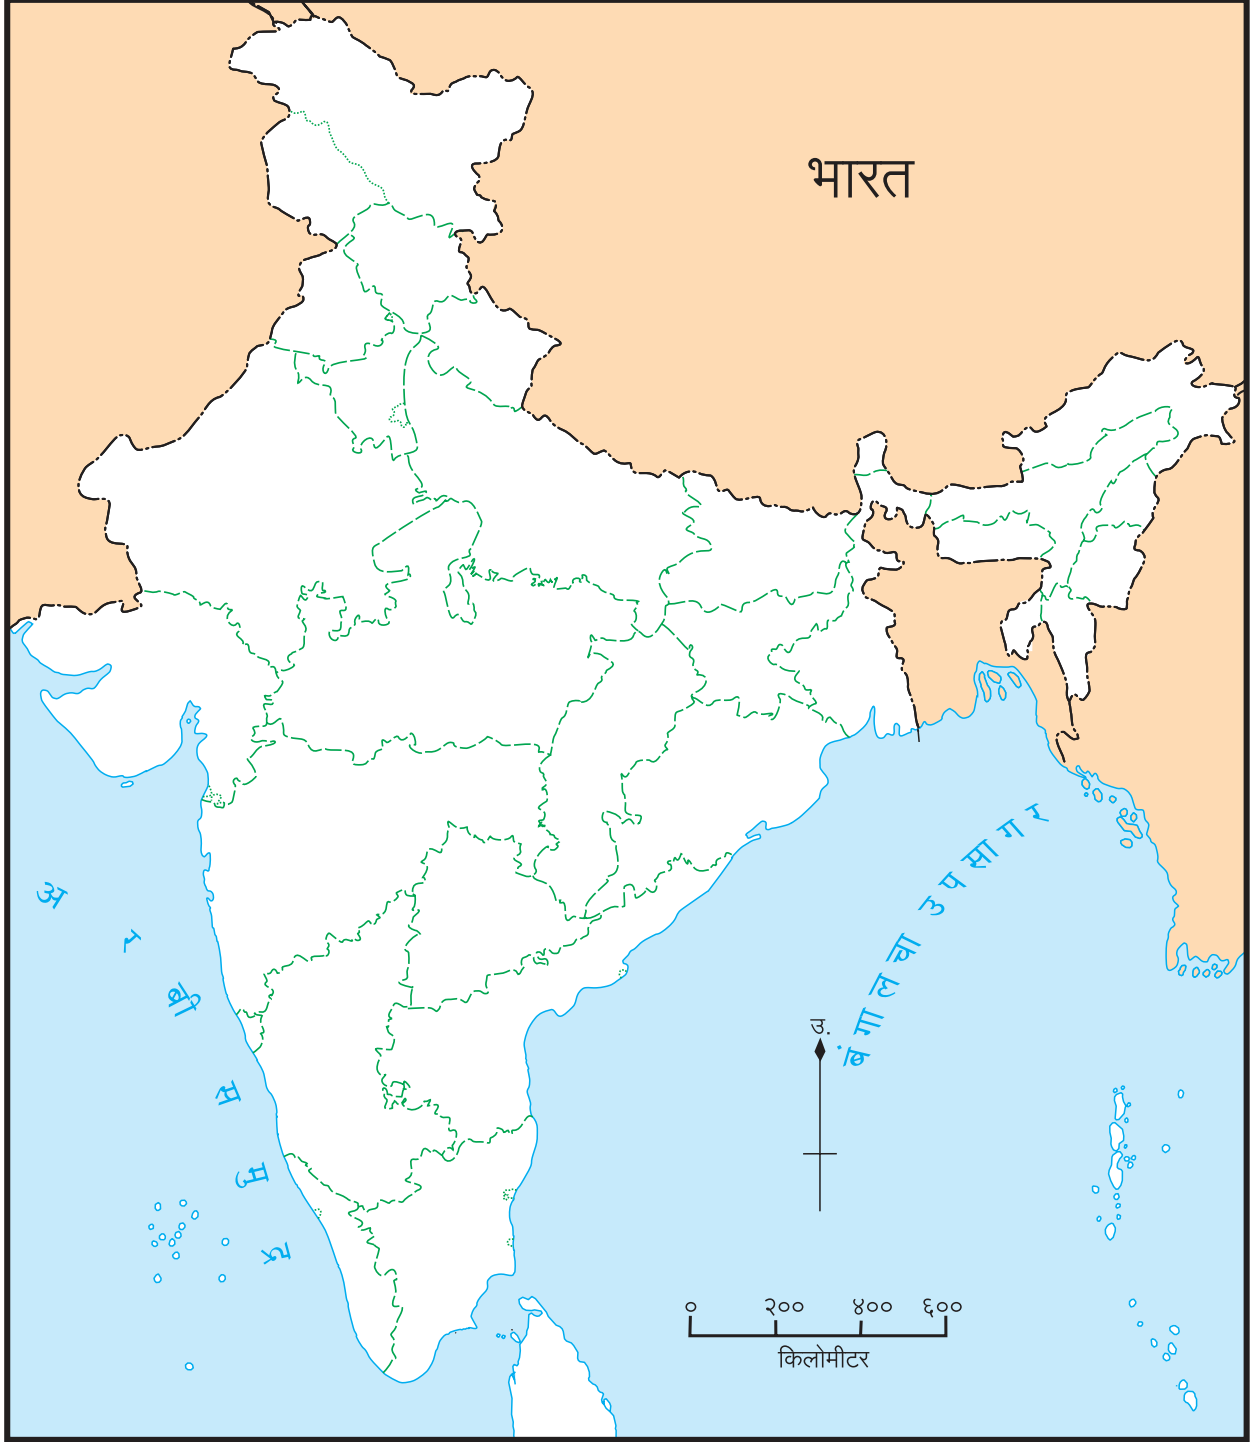 भारत
अरबी समुद्र
बंगालचा उपसागर
उ.
० २०० ४०० ६००
किलोमीटर